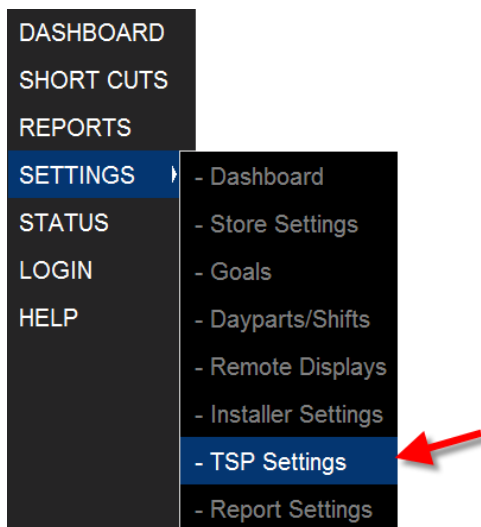 DASHBOARD
SHORT CUTS
REPORTS
SETTINGS
- Dashboard
- Store Settings
- Goals
- Dayparts/Shifts
- Remote Displays
- Installer Settings
- TSP Settings
- Report Settings
STATUS
LOGIN
HELP